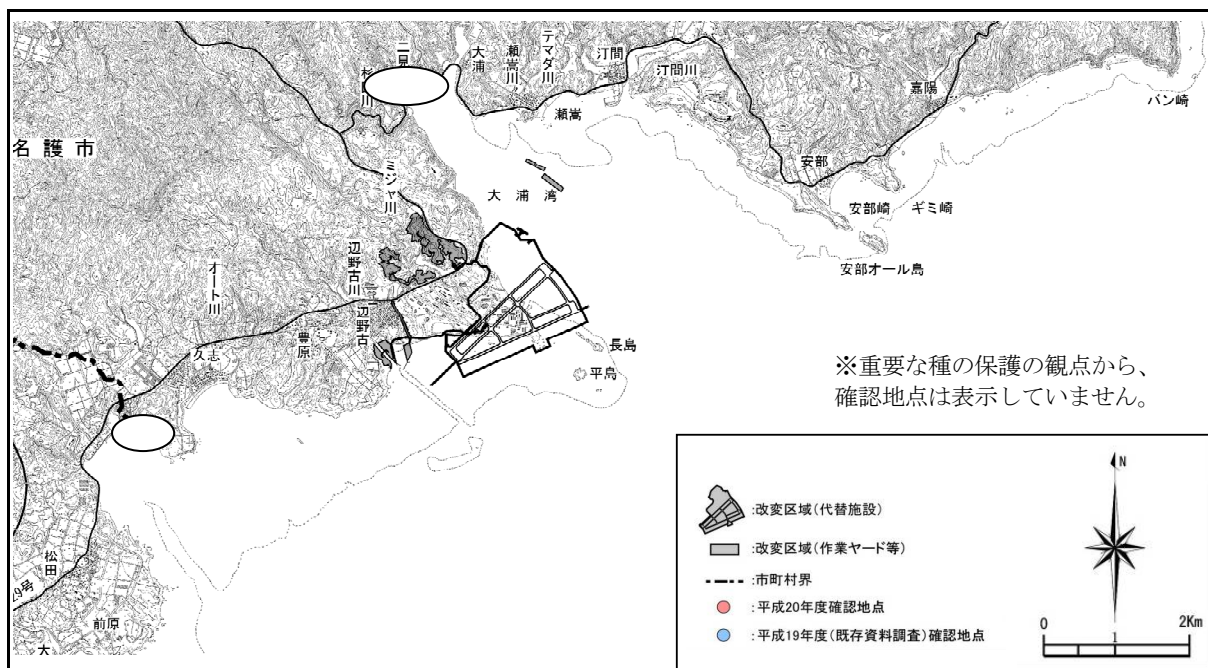 二見
大浦
瀬嵩川
テマダ川
汀間
汀間川
嘉陽
バン崎
瀬嵩
名護市
ミジャ川
大浦湾
安部
安部崎
ギミ崎
安部オール島
オート川
辺野古川
辺野古
豊原
久志
長島
平島
※重要な種の保護の観点から、
確認地点は表示していません。
松田
29号
前原
大
:改変区域(代替施設)
:改変区域(作業ヤード等)
:市町村界
:平成20年度確認地点
:平成19年度(既存資料調査)確認地点
N
0
1
2Km